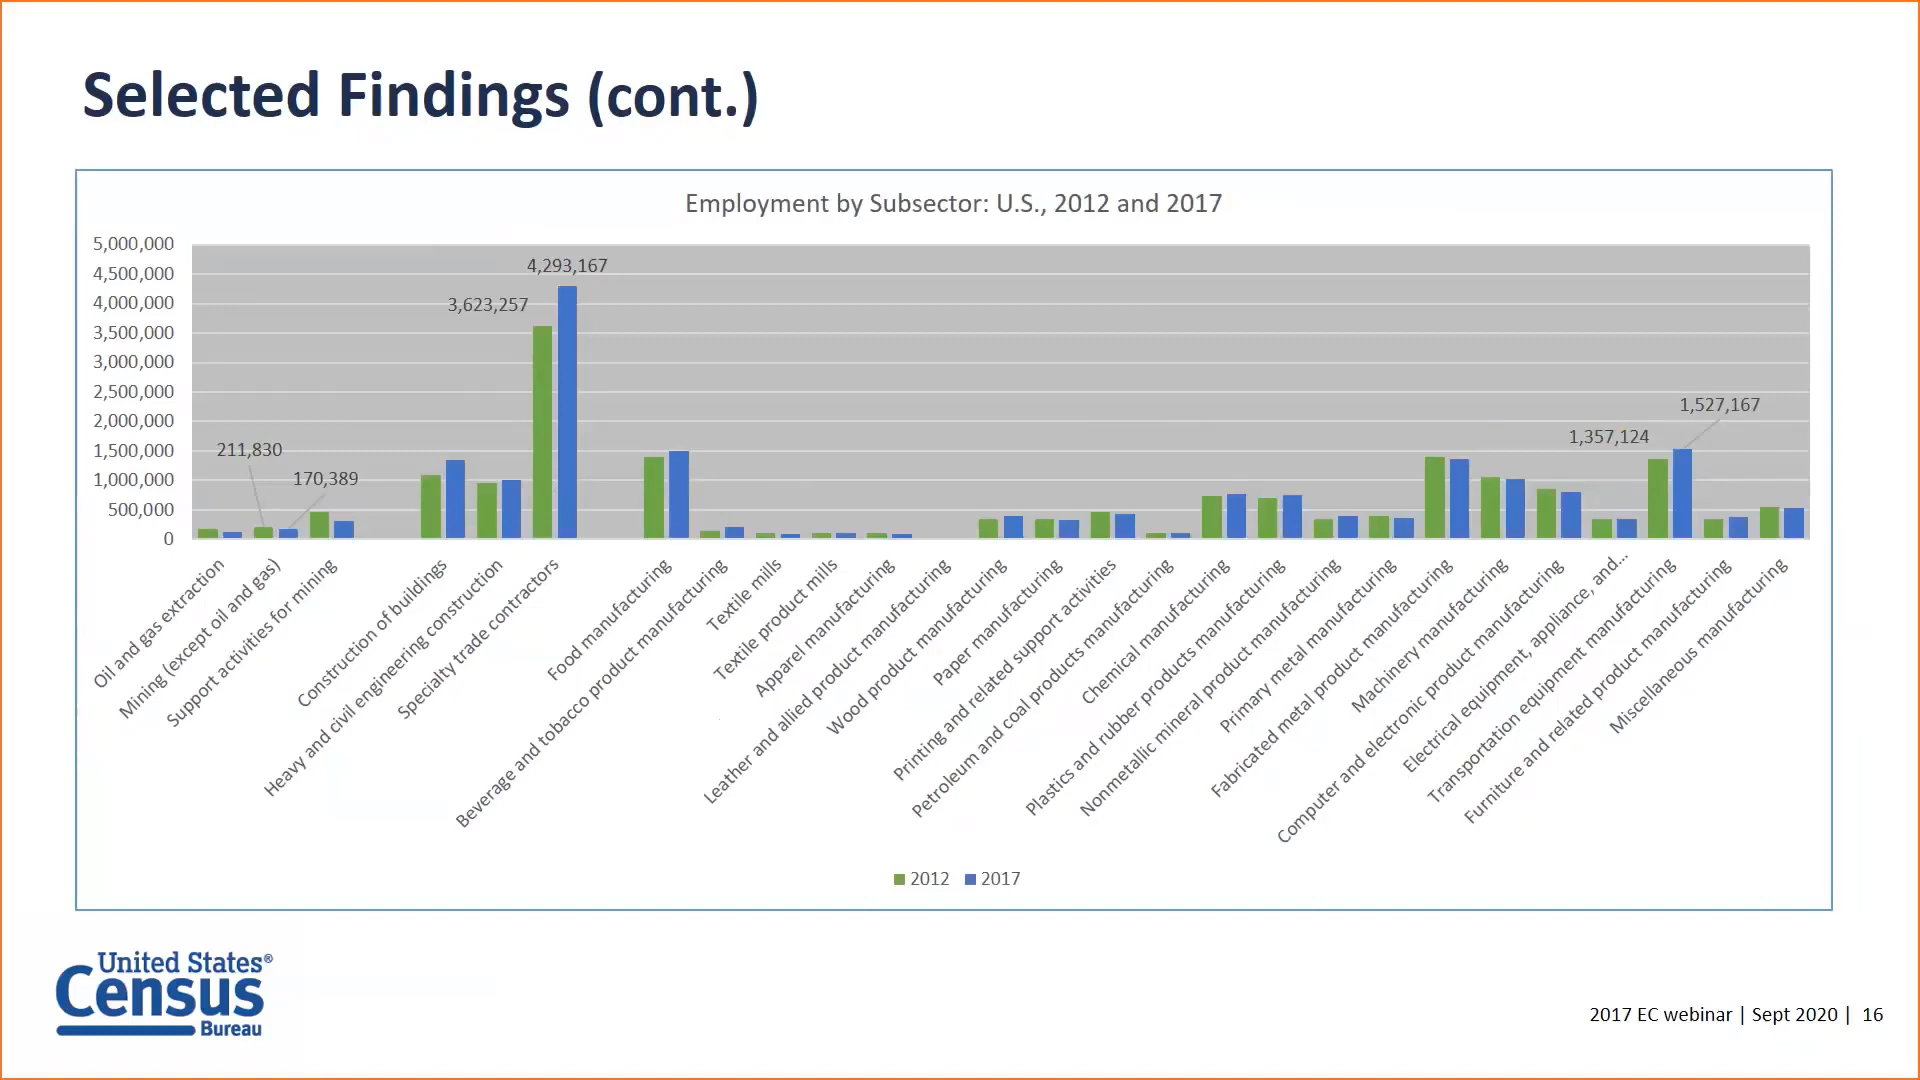 Selected Findings (cont.)
Employment by Subsector: U.S., 2012 and 2017
5,000,000
4,500,000
4,000,000
3,500,000
3,000,000
2,500,000
2,000,000
1,500,000
1,000,000
500,000
0
211,830
170,389
3,623,257
4,293,167
1,357,124
1,527,167
Oil and gas extraction
Mining (except oil and gas)
Support activities for mining
Construction of buildings
Heavy and civil engineering construction
Specialty trade contractors
Food manufacturing
Beverage and tobacco product manufacturing
Textile mills
Textile product mills
Apparel manufacturing
Leather and allied product manufacturing
Wood product manufacturing
Paper manufacturing
Printing and related support activities
Petroleum and coal products manufacturing
Chemical manufacturing
Plastics and rubber products manufacturing
Nonmetallic mineral product manufacturing
Primary metal manufacturing
Fabricated metal product manufacturing
Machinery manufacturing
Computer and electronic product manufacturing
Electrical equipment, appliance, and...
Transportation equipment manufacturing
Furniture and related product manufacturing
Miscellaneous manufacturing
2012 2017
United States®
Census
Bureau
2017 EC webinar | Sept 2020 | 16